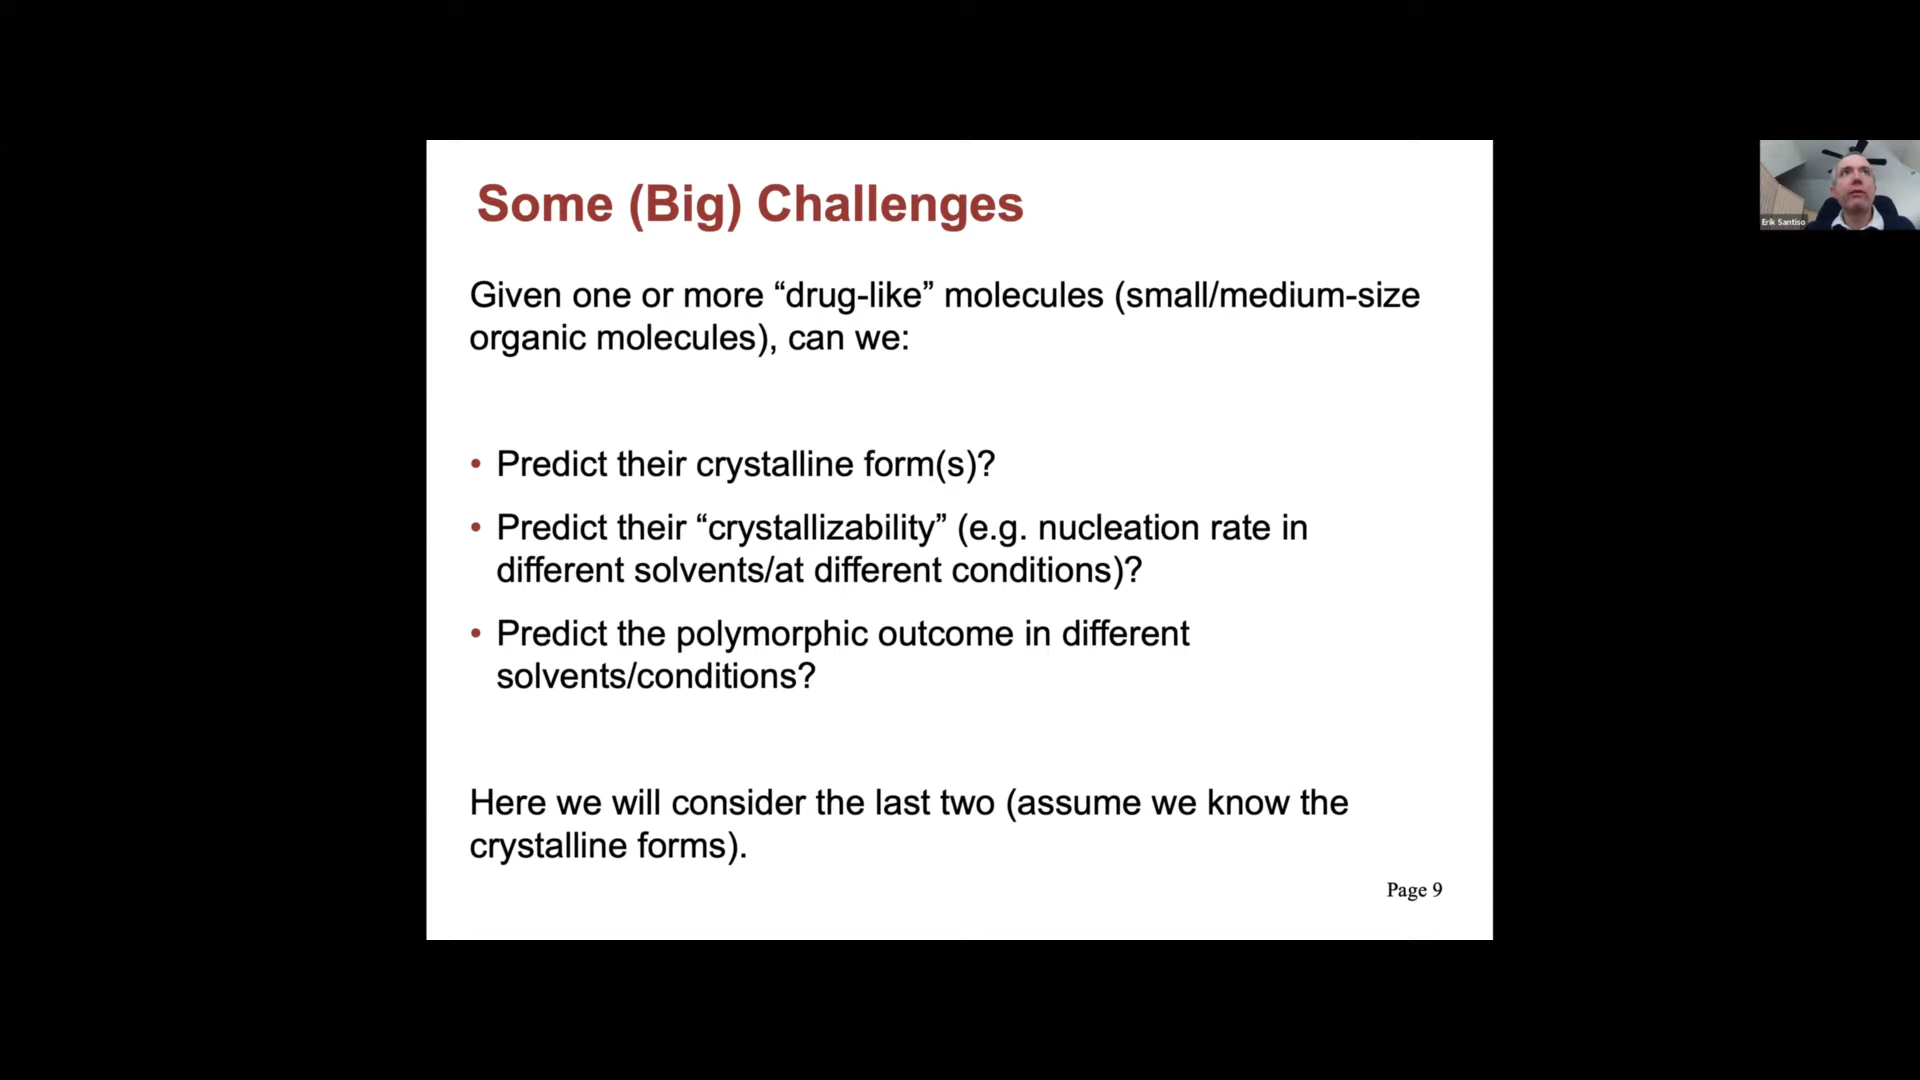 Some (Big) Challenges
Given one or more “drug-like” molecules (small/medium-size
organic molecules), can we:
• Predict their crystalline form(s)?
• Predict their “crystallizability” (e.g. nucleation rate in
different solvents/at different conditions)?
• Predict the polymorphic outcome in different
solvents/conditions?
Here we will consider the last two (assume we know the
crystalline forms).
Page 9
Erik Santiso